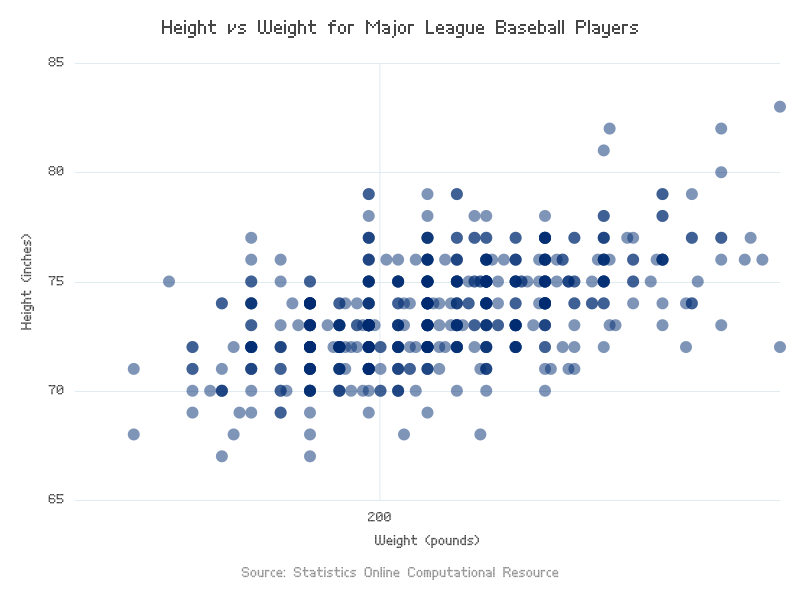 Height vs Weight for Major League Baseball Players
85
80
75
70
65
Height (inches)
200
Weight (pounds)
Source: Statistics Online Computational Resource